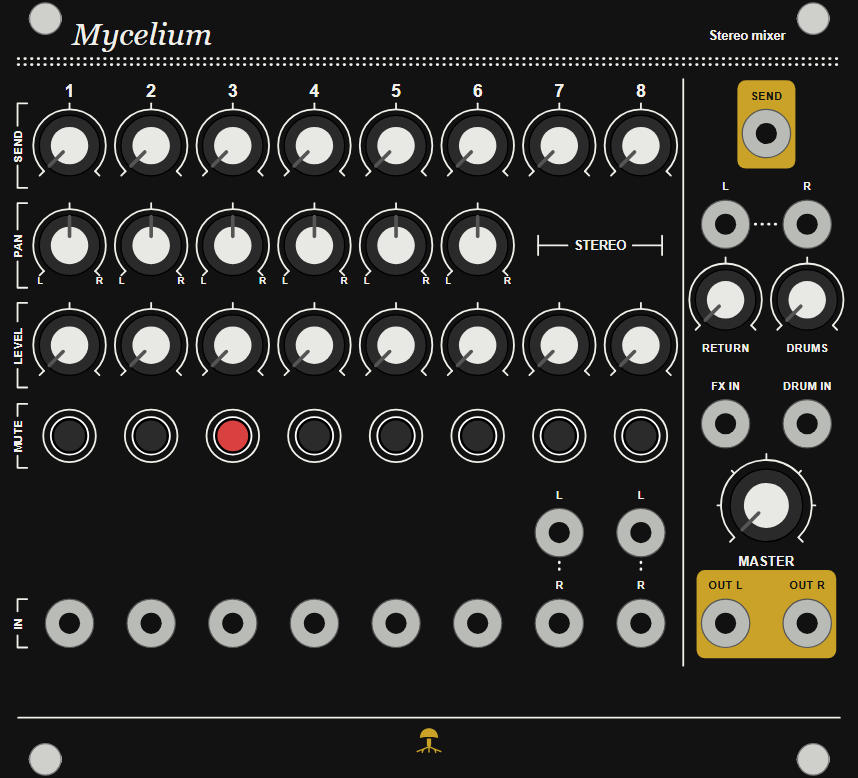 Mycelium
Stereo mixer
1 2 3 4 5 6 7 8
SEND
SEND
L R
PAN
STEREO
L R L R L R L R L R L R
LEVEL
RETURN DRUMS
FX IN DRUM IN
MUTE
L L
MASTER
R R
OUT L OUT R
IN